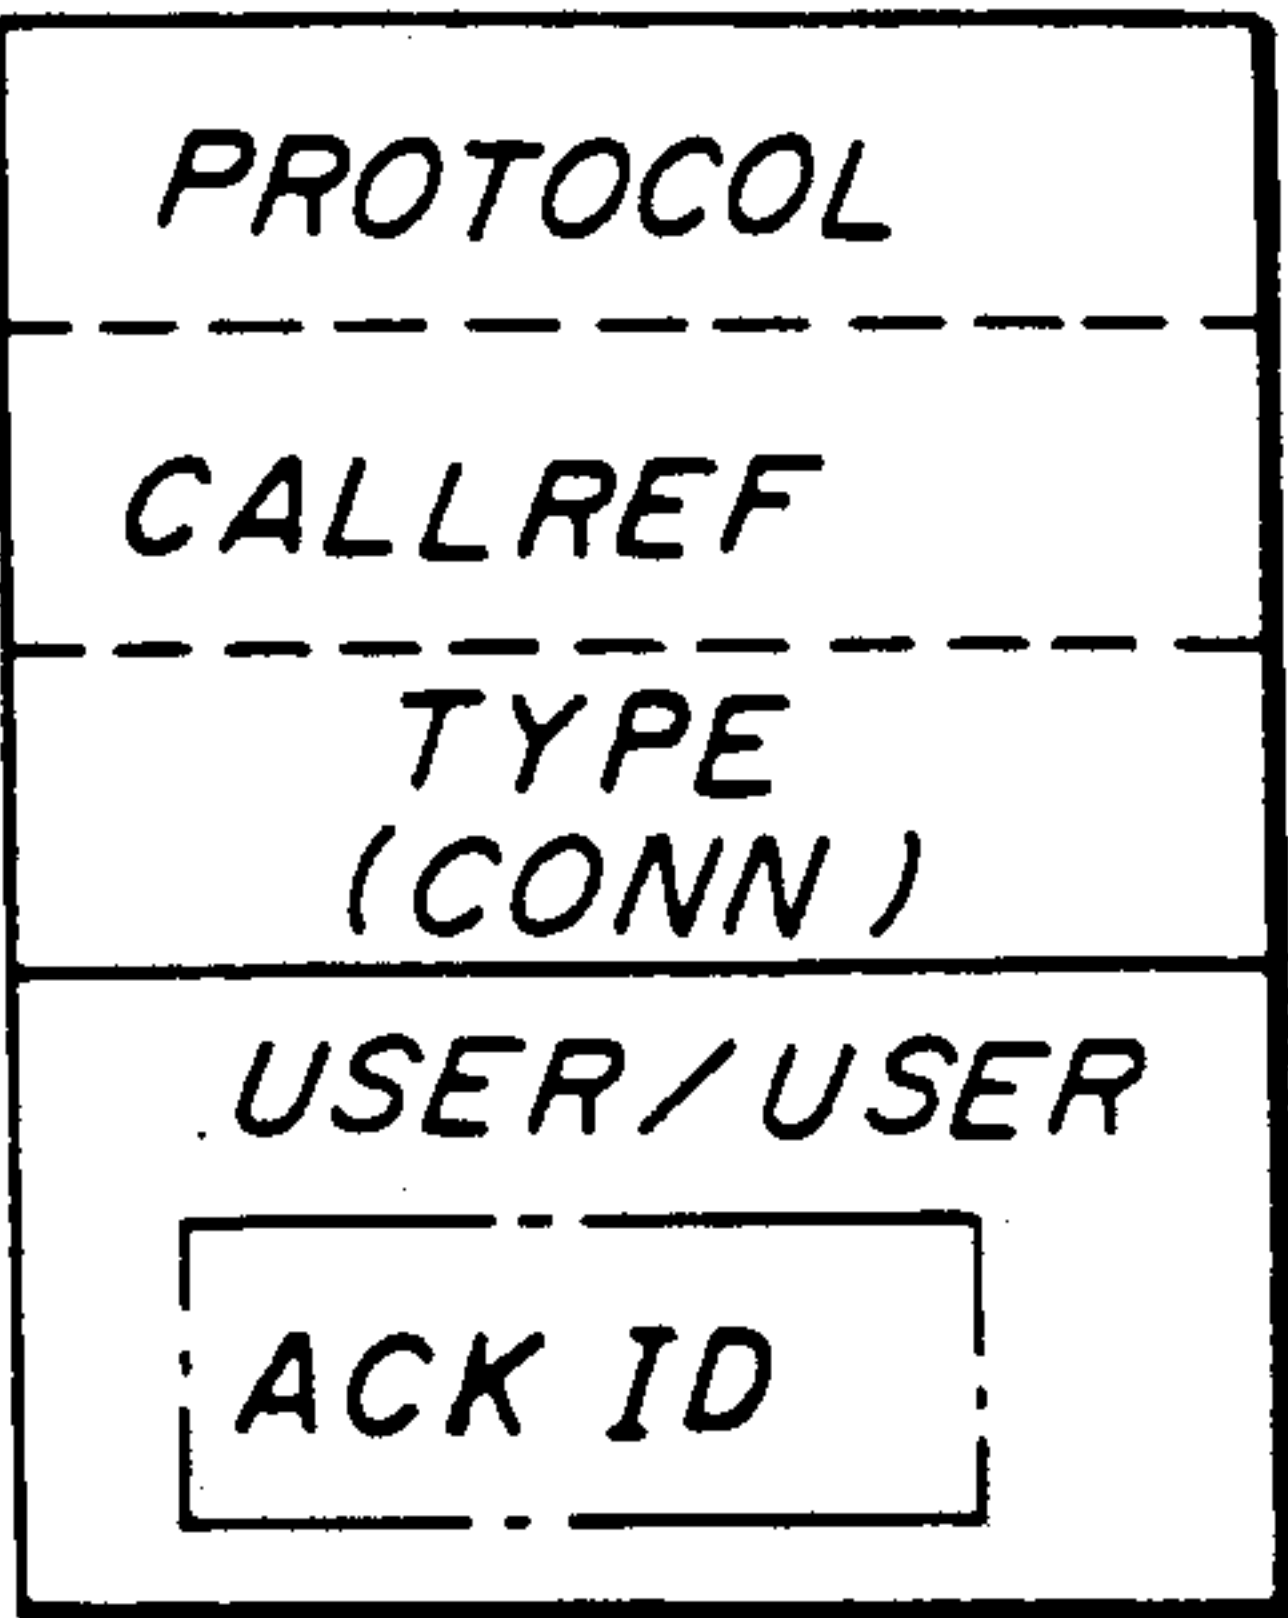 PROTOCOL
CALLREF
TYPE
(CONN)
USER/USER
ACK ID